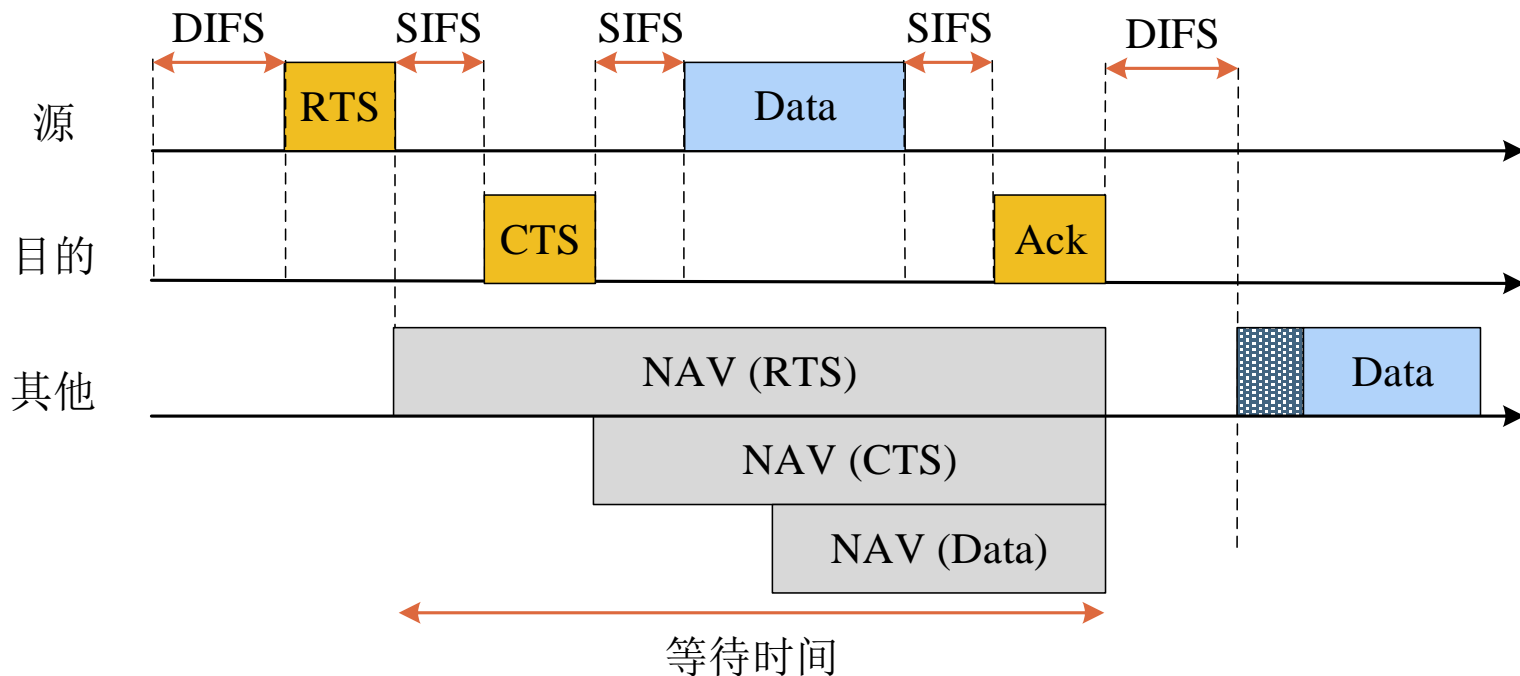 DIFS SIFS SIFS SIFS DIFS
源 RTS Data
目的 CTS Ack
其他 NAV (RTS) Data
NAV (CTS)
NAV (Data)
等待时间